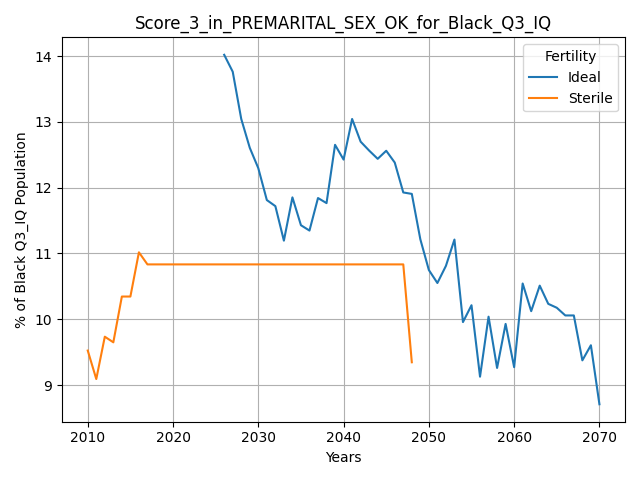 Score_3_in_PREMARITAL_SEX_OK_for_Black_Q3_IQ
% of Black Q3_IQ Population
14
13
12
11
10
9
Fertility
Ideal
Sterile
2010 2020 2030 2040 2050 2060 2070
Years